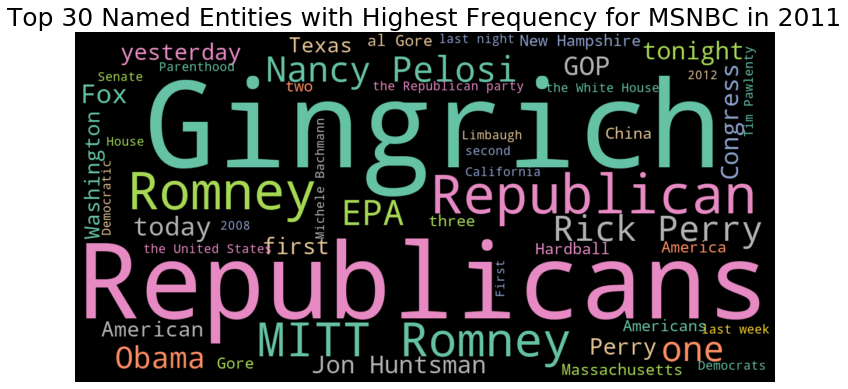 Top 30 Named Entities with Highest Frequency for MSNBC in 2011
yesterday
Texas
al Gore
last night
New Hampshire
tonight
Senate
Parenthood
Nancy Pelosi
GOP
2012
Tim Pawlenty
Fox
two
the Republican party
the White House
Congress
Gingrich
Washington
House
Democratic
Michele Bachmann
Limbaugh
China
second
California
Romney
EPA
Republican
today
2008
three
Rick Perry
the United States
first
Hardball
America
Republicans
First
American
MITT Romney
Americans
last week
Obama
Gore
Jon Huntsman
Perry
one
Massachusetts
Democrats